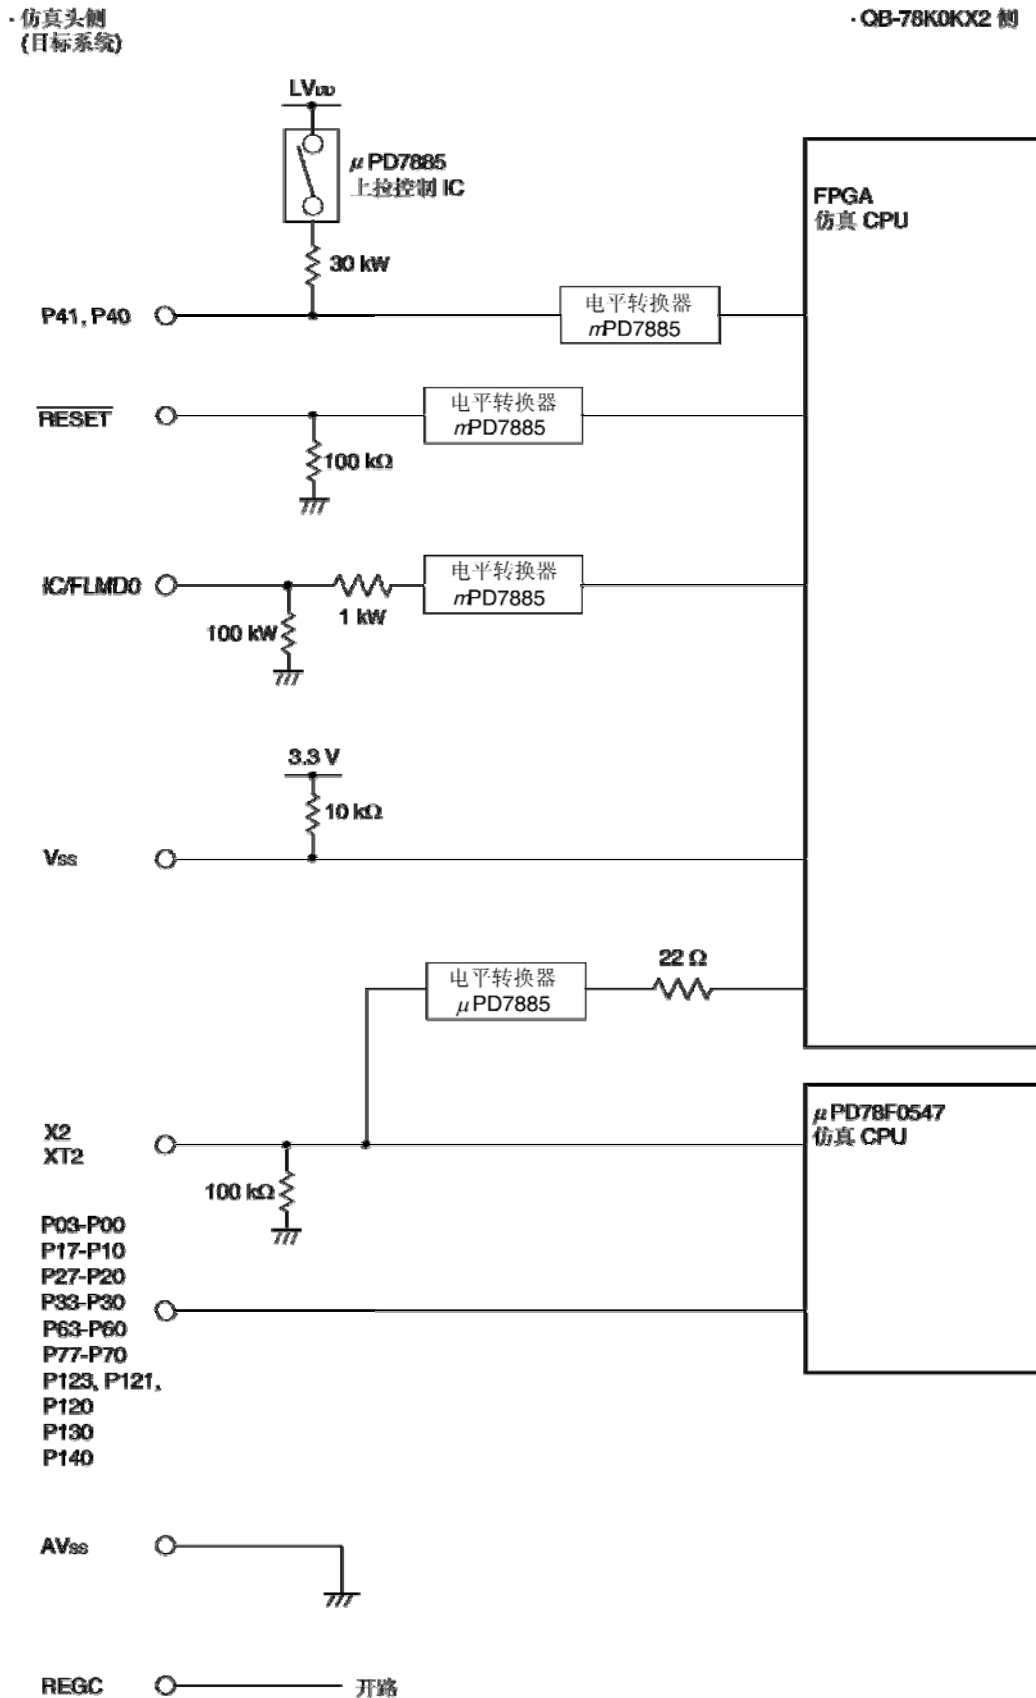 · 仿真头侧
(目标系统)
· QB-78K0KX2 侧
LVDD
μ PD7885
上拉控制 IC
30 kW
P41, P40
电平转换器
mPD7885
FPGA
仿真 CPU
RESET
电平转换器
mPD7885
100 kΩ
IC/FLMD0
电平转换器
mPD7885
1 kW
100 kW
3.3 V
10 kΩ
VSS
22 Ω
电平转换器
μ PD7885
X2
XT2
100 kΩ
μ PD78F0547
仿真 CPU
P03-P00
P17-P10
P27-P20
P33-P30
P63-P60
P77-P70
P123, P121,
P120
P130
P140
AVSS
REGC
开路